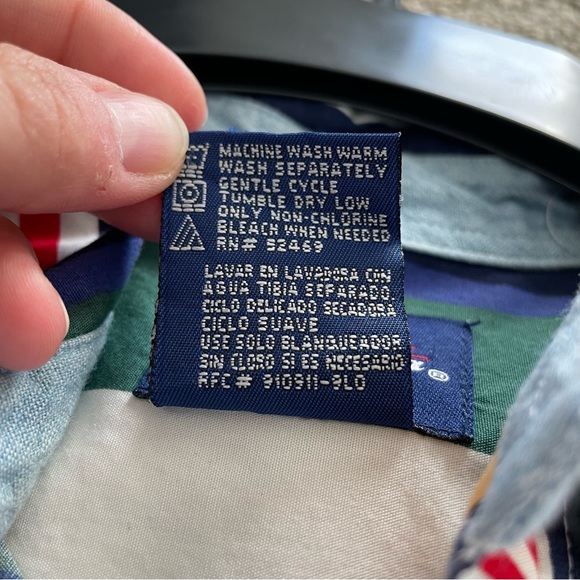 MACHINE WASH WARM
WASH SEPARATELY
GENTLE CYCLE
TUMBLE DRY LOW
ONLY NON-CHLORINE
BLEACH WHEN NEEDED
RN# 52469
LAVAR EN LAVADORA CON
AGUA TIBIA SEPARADO.
CICLO DELICADO SECADORA
CICLO SUAVE
USE SOLO BLANQUEAR
SIN CLORO SI ES NECESARIO
RFC# 910911-9L0
®